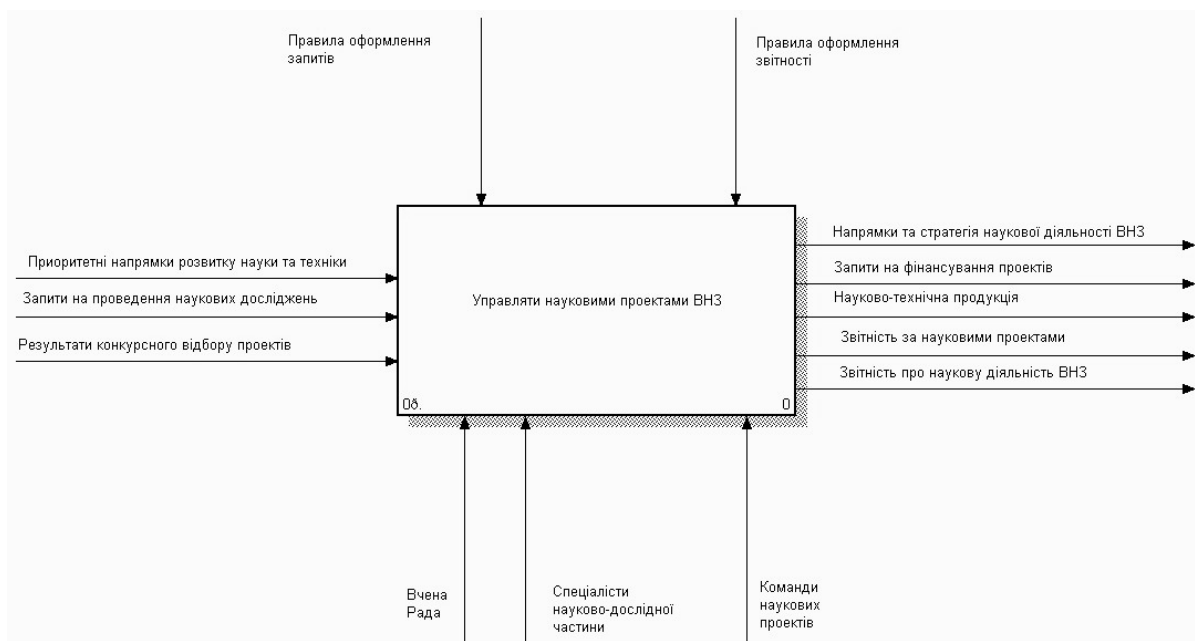 Правила оформлення
запитів
Правила оформлення
звітності
Приоритетні напрямки розвитку науки та техніки
Запити на проведення наукових досліджень
Результати конкурсного відбору проектів
Управляти науковими проектами ВНЗ
0ð.
0
Напрямки та стратегія наукової діяльності ВНЗ
Запити на фінансування проектів
Науково-технічна продукція
Звітність за науковими проектами
Звітність про наукову діяльність ВНЗ
Вчена
Рада
Спеціалісти
науково-дослідної
частини
Команди
наукових
проектів